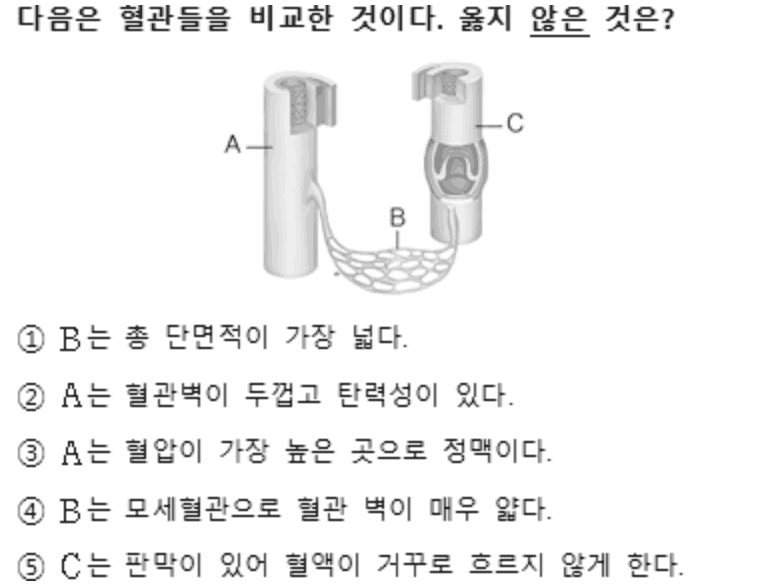 다음은 혈관들을 비교한 것이다. 옳지 않은 것은?
A
C
B
① B는 총 단면적이 가장 넓다.
② A는 혈관벽이 두껍고 탄력성이 있다.
③ A는 혈압이 가장 높은 곳으로 정맥이다.
④ B는 모세혈관으로 혈관 벽이 매우 얇다.
⑤ C는 판막이 있어 혈액이 거꾸로 흐르지 않게 한다.